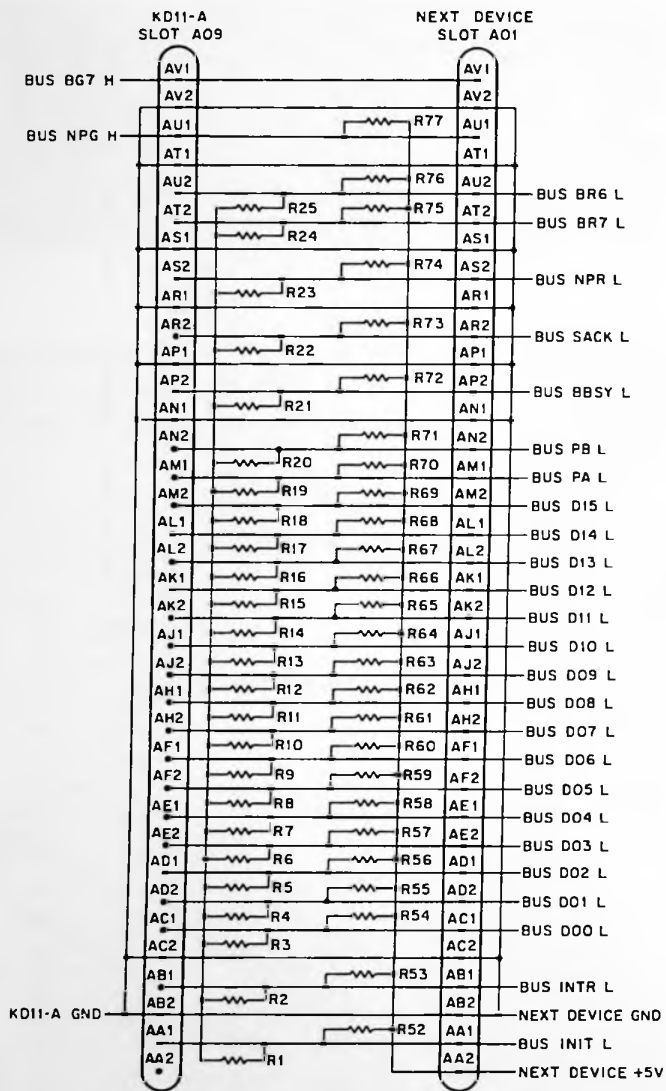 KD11-A NEXT DEVICE
SLOT A09 SLOT A01
AV1 AV1
BUS BG7 H
AV2 AV2
AU1 R77 AU1
BUS NPG H
AT1 AT1
AU2 R76 AU2
BUS BR6 L
AT2 R25 R75 AT2
BUS BR7 L
AS1 R24 AS1
AS2 R74 AS2
BUS NPR L
AR1 R23 AR1
AR2 R73 AR2
BUS SACK L
AP1 R22 AP1
AP2 R72 AP2
BUS BBSY L
AN1 R21 AN1
AN2 R71 AN2
BUS PB L
AM1 R20 R70 AM1
BUS PA L
AM2 R19 R69 AM2
BUS D15 L
AL1 R18 R68 AL1
BUS D14 L
AL2 R17 R67 AL2
BUS D13 L
AK1 R16 R66 AK1
BUS D12 L
AK2 R15 R65 AK2
BUS D11 L
AJ1 R14 R64 AJ1
BUS D10 L
AJ2 R13 R63 AJ2
BUS D09 L
AH1 R12 R62 AH1
BUS D08 L
AH2 R11 R61 AH2
BUS D07 L
AF1 R10 R60 AF1
BUS D06 L
AF2 R9 R59 AF2
BUS D05 L
AE1 R8 R58 AE1
BUS D04 L
AE2 R7 R57 AE2
BUS D03 L
AD1 R6 R56 AD1
BUS D02 L
AD2 R5 R55 AD2
BUS D01 L
AC1 R4 R54 AC1
BUS D00 L
AC2 R3 AC2
AB1 R53 AB1
BUS INTR L
AB2 R2 AB2
KD11-A GND NEXT DEVICE GND
AA1 R52 AA1
BUS INIT L
AA2 R1 AA2
NEXT DEVICE +5V